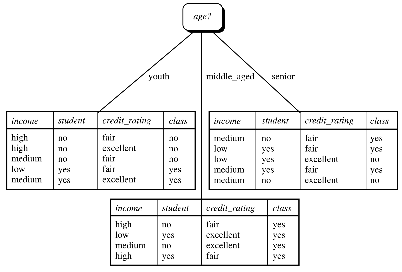 age?
youth
middle_aged
senior
income student credit_rating class
high no fair no
high no excellent no
medium no fair no
low yes fair yes
medium yes excellent yes
income student credit_rating class
medium no fair yes
low yes fair yes
low yes excellent no
medium yes fair yes
medium no excellent no
income student credit_rating class
high no fair yes
low yes excellent yes
medium no excellent yes
high yes fair yes